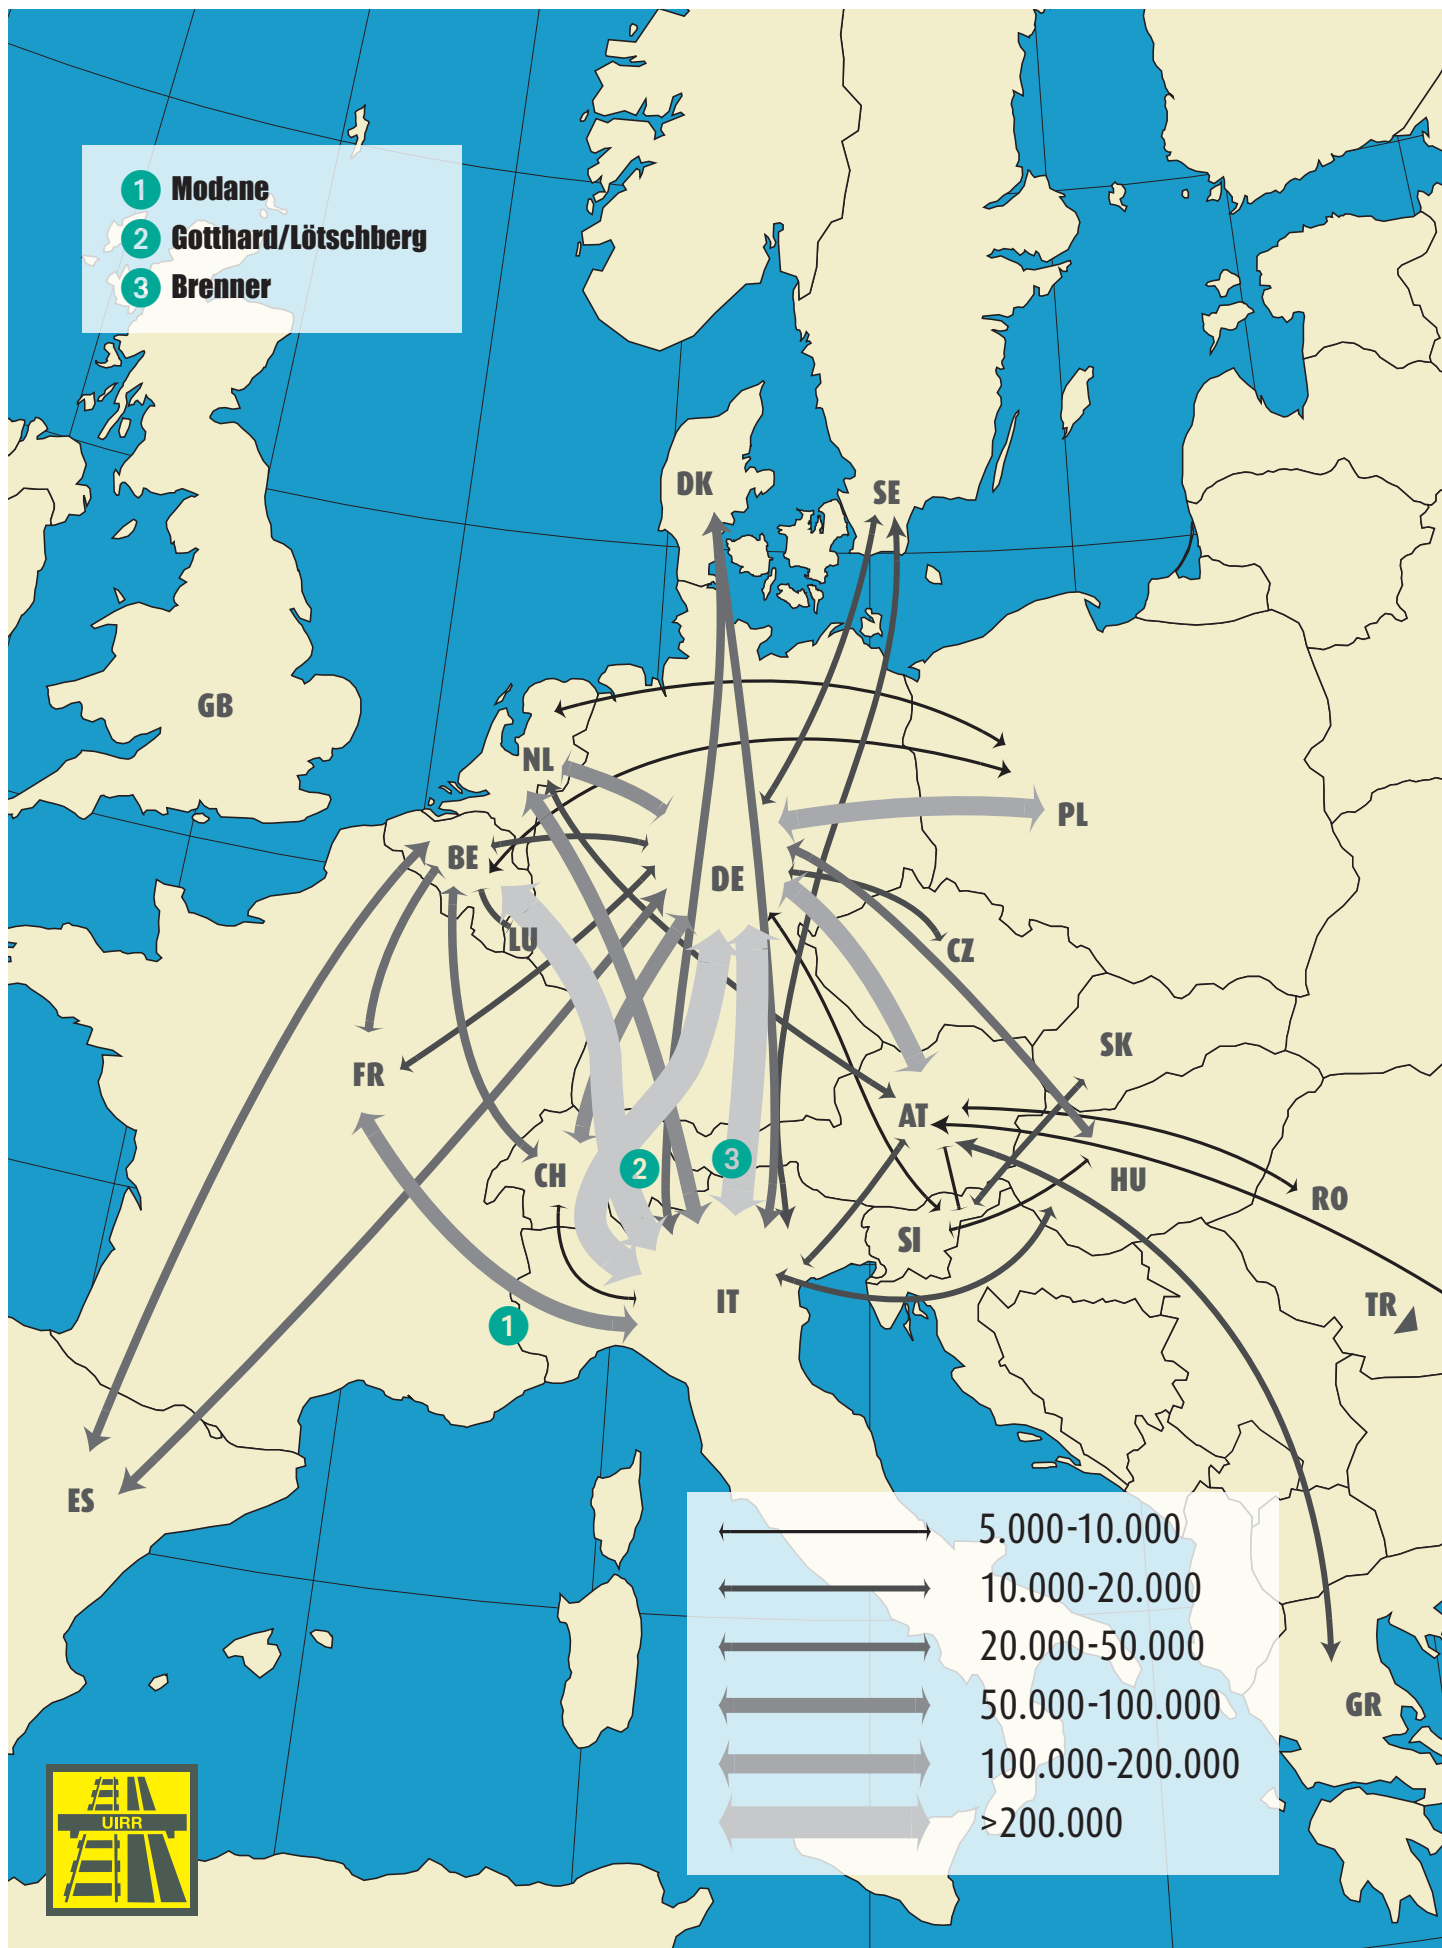 1 Modane
2 Gotthard/Lötschberg
3 Brenner
DK
SE
GB
NL
PL
BE
DE
LU
CZ
SK
FR
AT
CH
2
3
HU
RO
SI
IT
TR
1
ES
5.000-10.000
10.000-20.000
20.000-50.000
50.000-100.000
GR
100.000-200.000
>200.000
UIRR